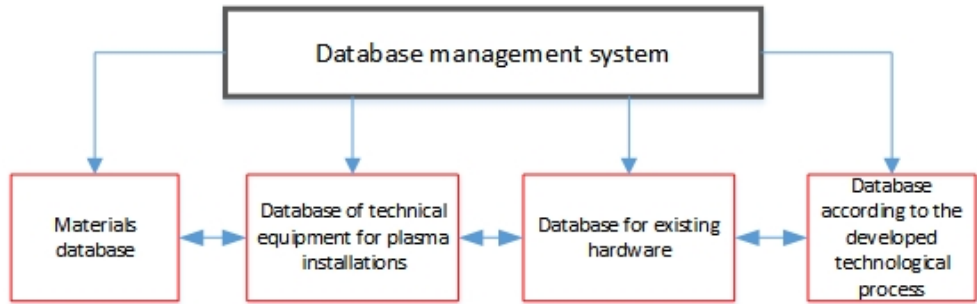 Database management system
Materials
database
Database of technical
equipment for plasma
installations
Database for existing
hardware
Database
according to the
developed
technological
process